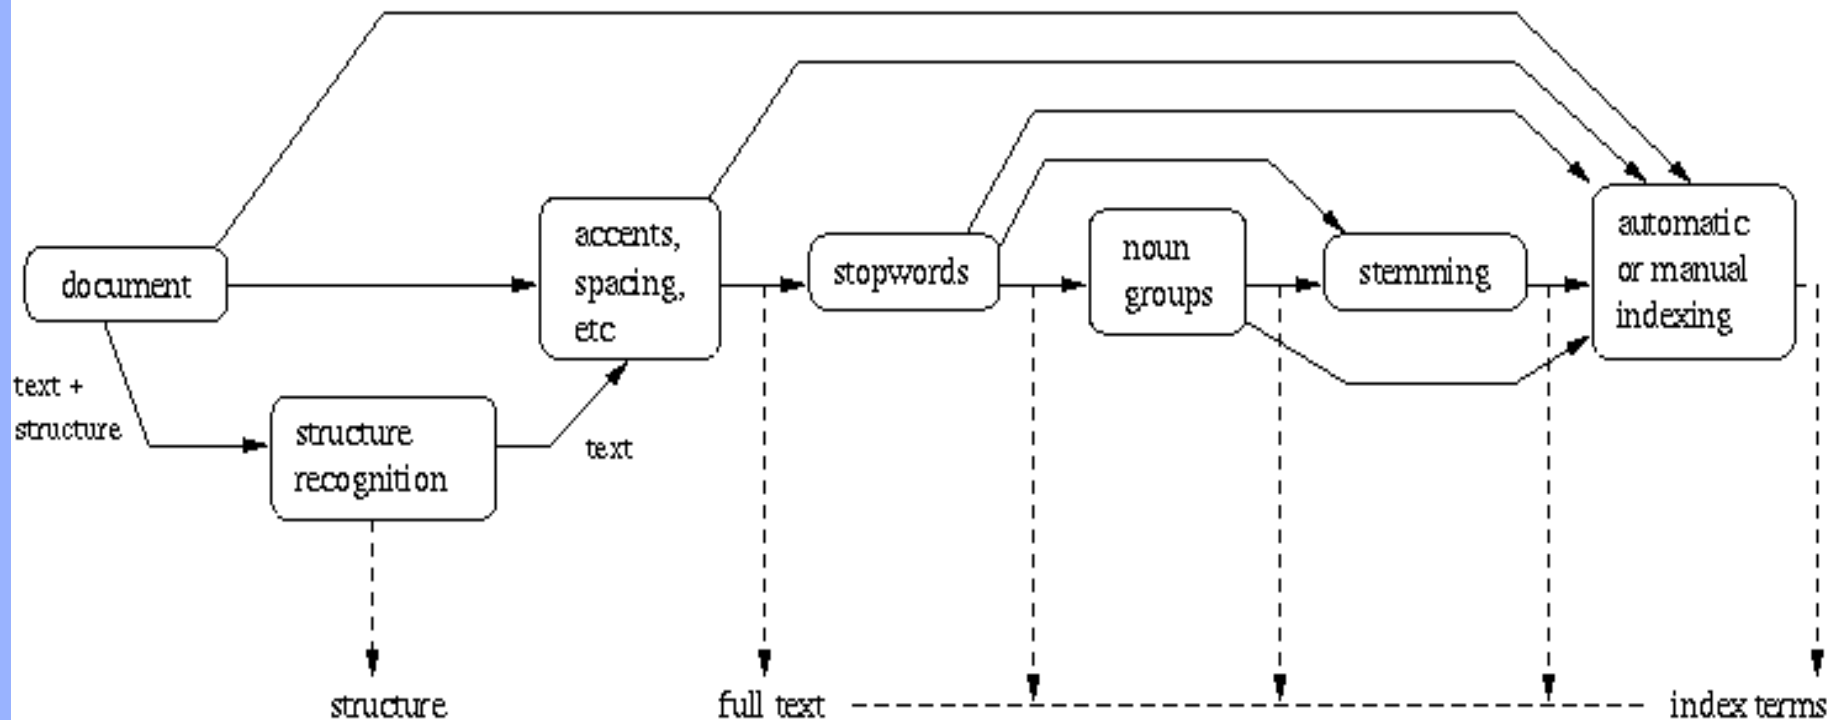 document
text +
structure
structure
recognition
text
accents,
spacing,
etc
stopwords
noun
groups
stemming
automatic
or manual
indexing
structure
full text
index terms